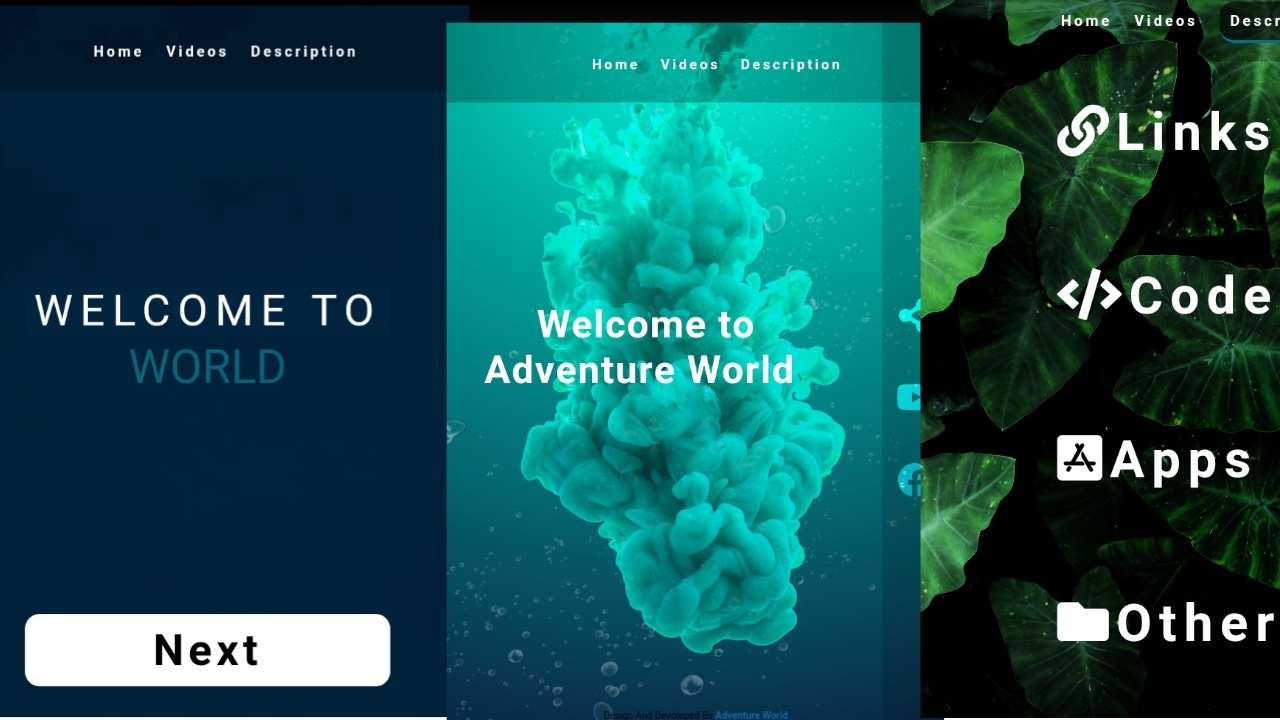 Home Videos Description
WELCOME TO
WORLD
Next
Home Videos Description
Welcome to
Adventure World
Design And Devoleped By Adventure World
Home Videos Descr
Links
Code
Apps
Other